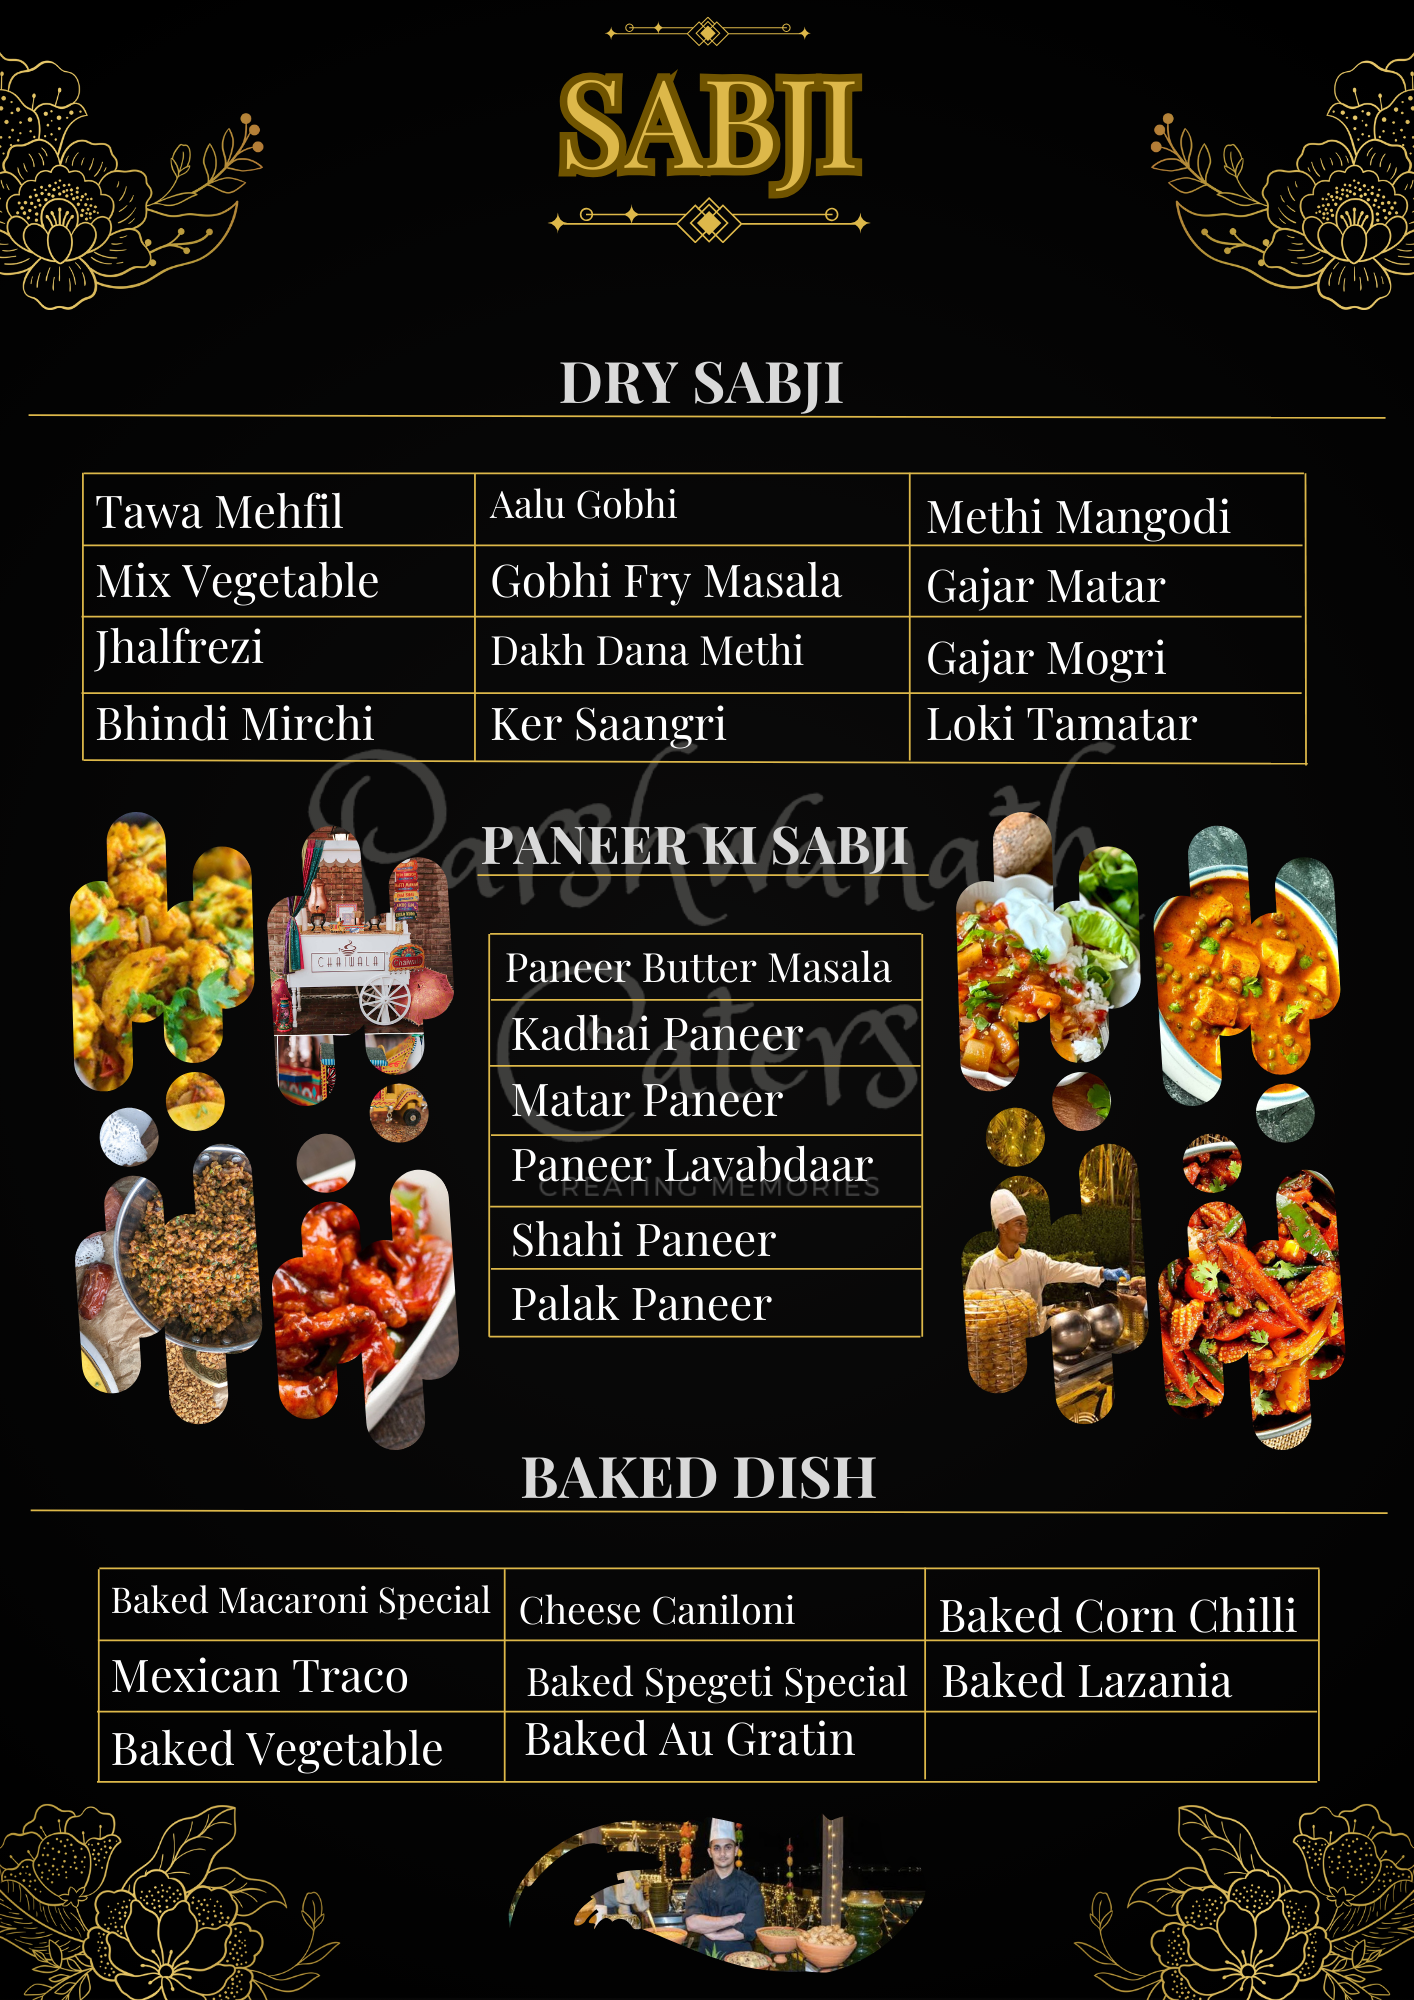 SABJI
DRY SABJI
Tawa Mehfil
Aalu Gobhi
Methi Mangodi
Mix Vegetable
Gobhi Fry Masala
Gajar Matar
Jhalfrezi
Dakh Dana Methi
Gajar Mogri
Bhindi Mirchi
Ker Saangri
Loki Tamatar
Parshwanath
Caters
CREATING MEMORIES
PANEER KI SABJI
CHAIWALA
Paneer Butter Masala
Kadhai Paneer
Matar Paneer
Paneer Lavabdaar
Shahi Paneer
Palak Paneer
BAKED DISH
Baked Macaroni Special
Cheese Caniloni
Baked Corn Chilli
Mexican Traco
Baked Spegeti Special
Baked Lazania
Baked Vegetable
Baked Au Gratin